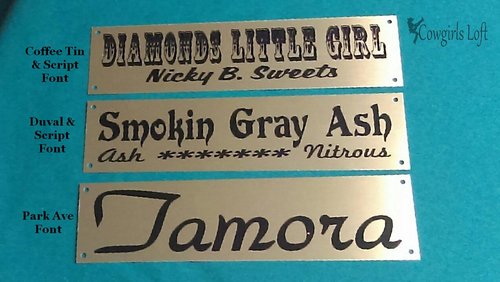 Cowgirls Loft
Coffee Tin
& Script
Font
DIAMONDS LITTLE GIRL
Nicky B. Sweets
Duval &
Script
Font
Smokin Gray Ash
Ash ******* Nitrous
Park Ave
Font
Tamora